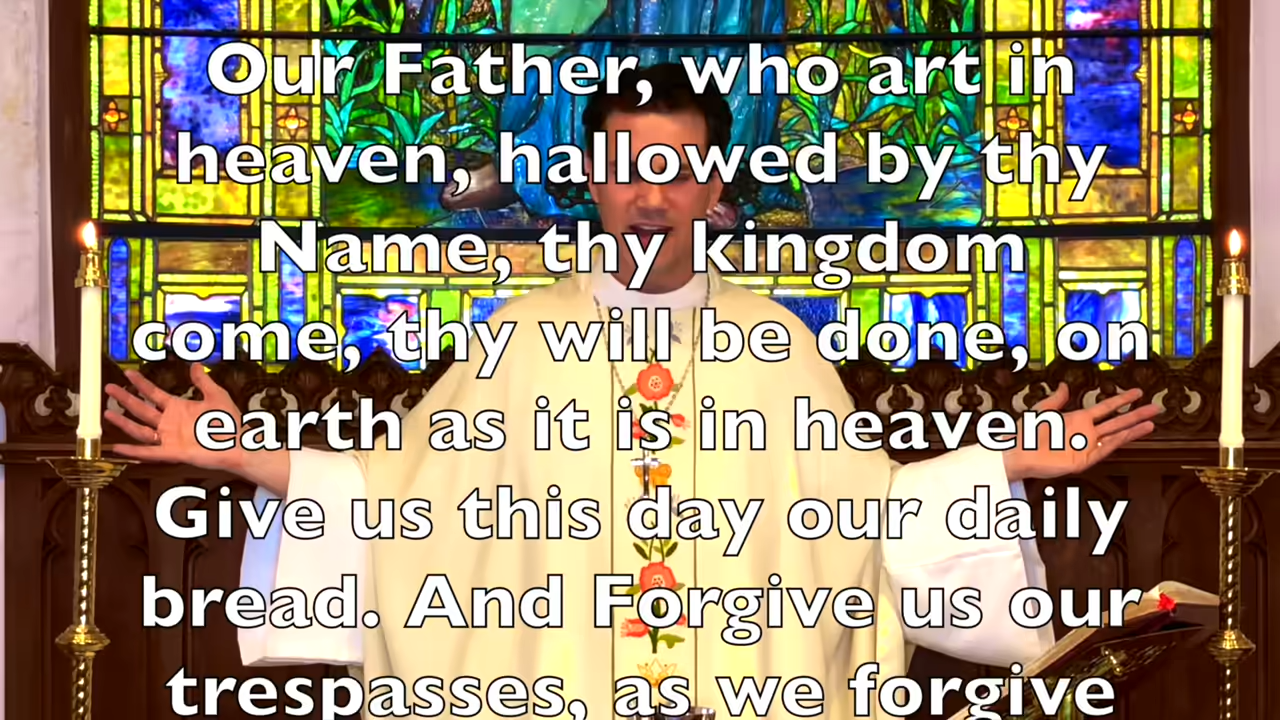 Our Father, who art in
heaven, hallowed by thy
Name, thy kingdom
come, thy will be done, on
earth as it is in heaven.
Give us this day our daily
bread. And Forgive us our
trespasses, as we forgive